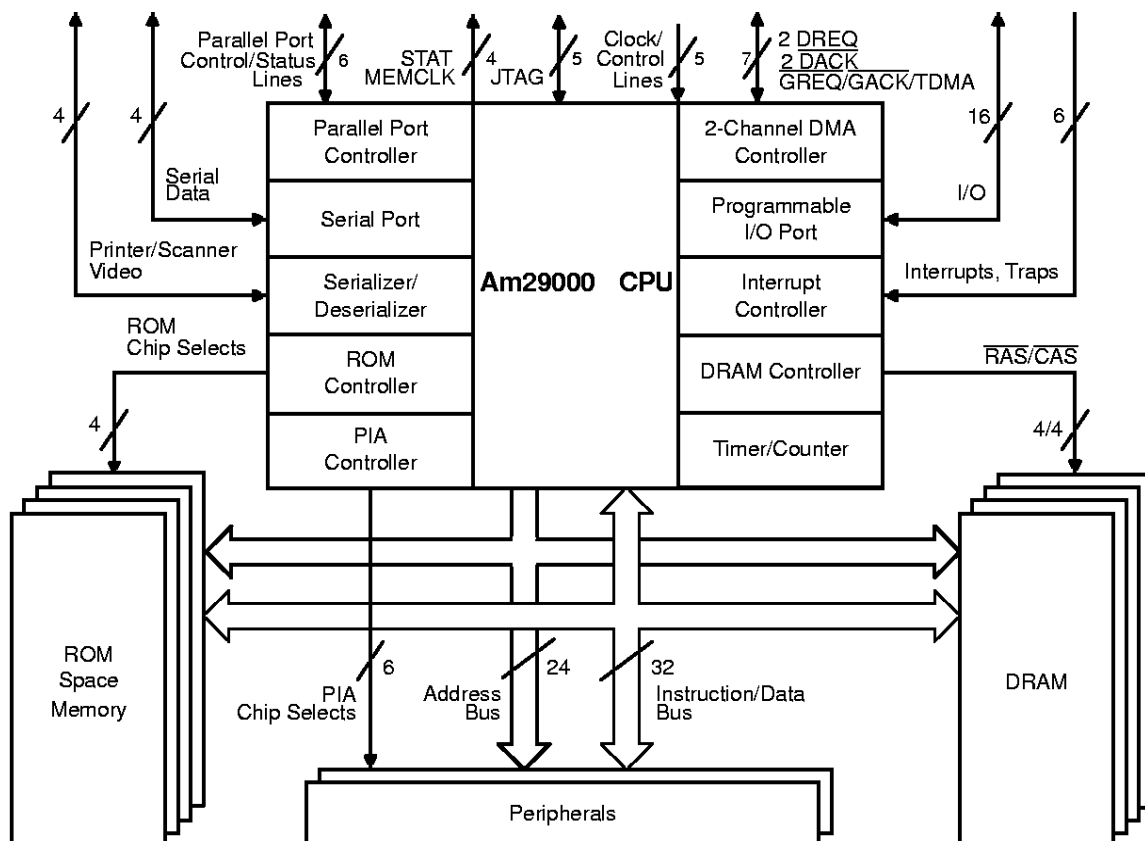 Parallel Port
Control/Status
Lines
6
STAT
MEMCLK
4
JTAG
5
Clock/
Control
Lines
5
7
2 DREQ
2 DACK
GREQ/GACK/TDMA
4
4
16
6
Serial
Data
Printer/Scanner
Video
ROM
Chip Selects
4
Parallel Port
Controller
Serial Port
Serializer/
Deserializer
ROM
Controller
PIA
Controller
Am29000 CPU
2-Channel DMA
Controller
Programmable
I/O Port
Interrupt
Controller
DRAM Controller
Timer/Counter
I/O
Interrupts, Traps
RAS/CAS
4/4
ROM
Space
Memory
6
PIA
Chip Selects
24
Address
Bus
32
Instruction/Data
Bus
DRAM
Peripherals